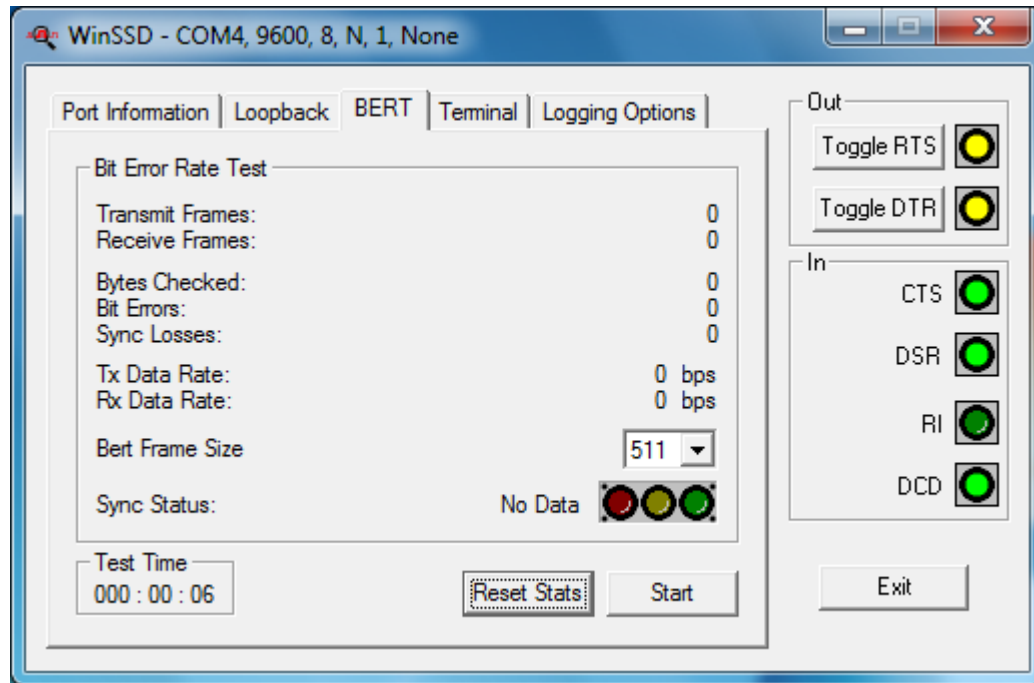 WinSSD - COM4, 9600, 8, N, 1, None
Port Information Loopback BERT Terminal Logging Options
Bit Error Rate Test
Transmit Frames: 0
Receive Frames: 0
Bytes Checked: 0
Bit Errors: 0
Sync Losses: 0
Tx Data Rate: 0 bps
Rx Data Rate: 0 bps
Bert Frame Size 511
Sync Status: No Data
Test Time
000 : 00 : 06
Reset Stats Start
Out
Toggle RTS
Toggle DTR
In
CTS
DSR
RI
DCD
Exit